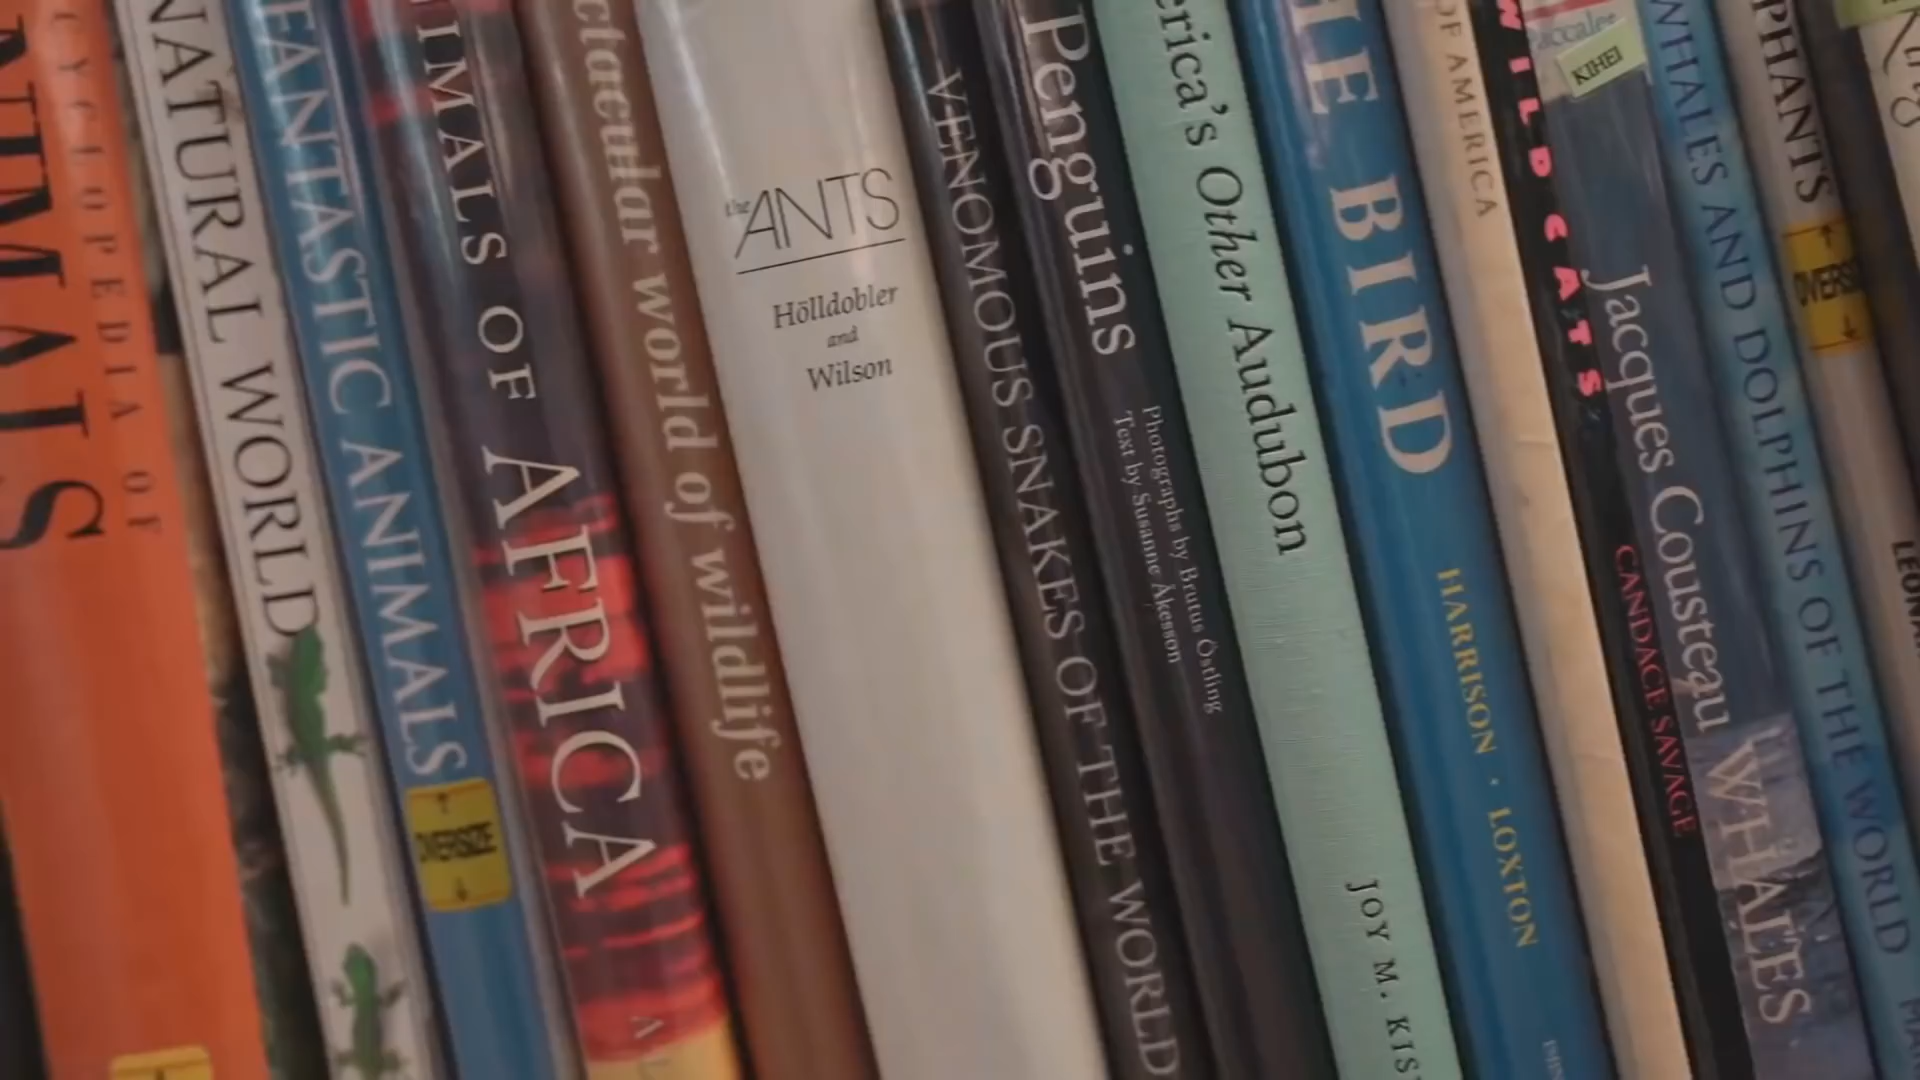 CYCLOPEDIA OF
NIMALS
NATURAL WORLD
FANTASTIC ANIMALS
OVERSIZE
IMALS OF AFRICA
ctacular world of wildlife
the ANTS
Hölldobler
and
Wilson
VENOMOUS SNAKES OF THE WORLD
Penguins
Photographs by Brutus Östling
Text by Susanne Åkesson
erica's Other Audubon
JOY M. KIS
HE BIRD
HARRISON · LOXTON
OF AMERICA
WILD CATS
CANDACE SAVAGE
KIHEI
Jacques Cousteau
WHALES
WHALES AND DOLPHINS OF THE WORLD
PHANTS
OVERSIZ